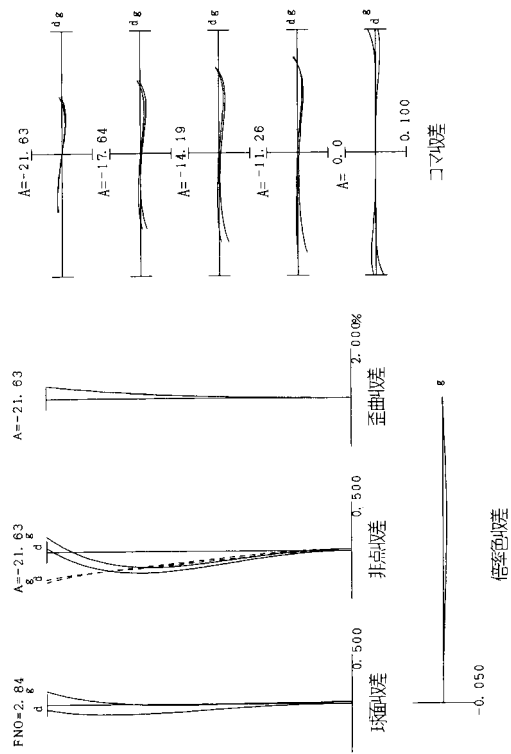 FNO=2.84
d g
0.500
球面収差
A=-21.63
g d
d g
0.500
非点収差
A=-21.63
2.000%
歪曲収差
A=-21.63
d g
A=-17.64
d g
A=-14.19
d g
A=-11.26
d g
A= 0.0
d g
0.100
コマ収差
-0.050
g
倍率色収差